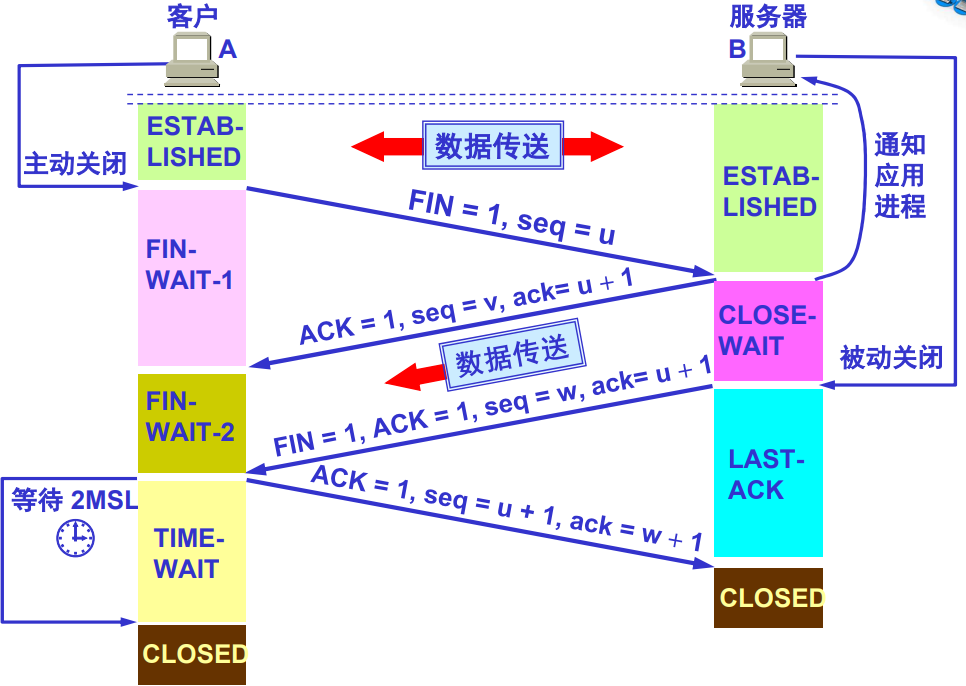 客户
A
服务器
B
ESTAB-
LISHED
主动关闭
数据传送
ESTAB-
LISHED
通知
应用
进程
FIN = 1, seq = u
FIN-
WAIT-1
ACK = 1, seq = v, ack= u + 1
CLOSE-
WAIT
数据传送
被动关闭
FIN-
WAIT-2
FIN = 1, ACK = 1, seq = w, ack= u + 1
LAST-
ACK
等待 2MSL
ACK = 1, seq = u + 1, ack = w + 1
TIME-
WAIT
CLOSED
CLOSED